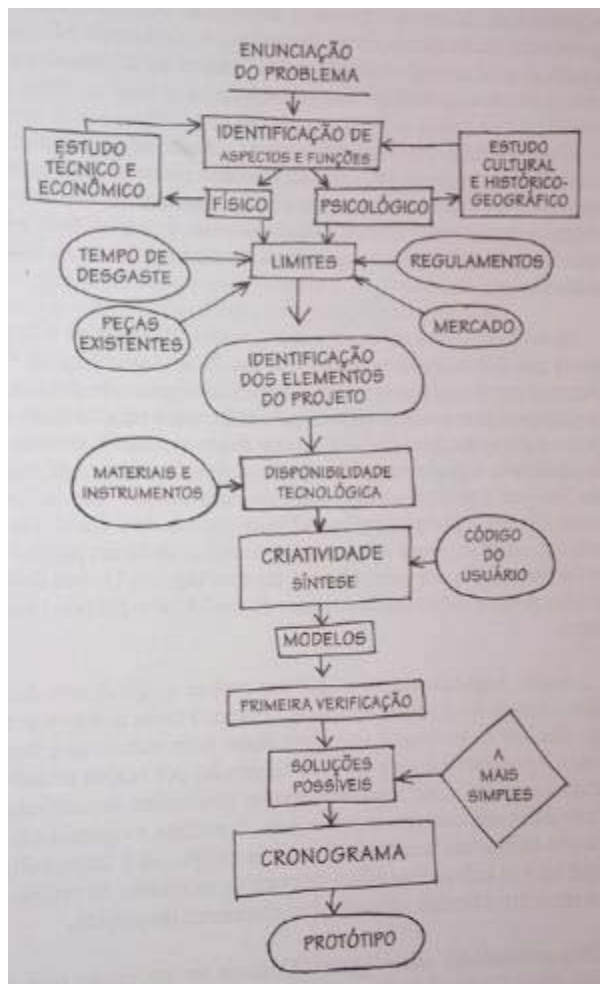 ENUNCIAÇÃO
DO PROBLEMA
IDENTIFICAÇÃO DE
ASPECTOS E FUNÇÕES
ESTUDO
TÉCNICO E
ECONÔMICO
ESTUDO
CULTURAL
E HISTÓRICO-
GEOGRÁFICO
FÍSICO
PSICOLÓGICO
TEMPO DE
DESGASTE
LIMITES
REGULAMENTOS
PEÇAS
EXISTENTES
MERCADO
IDENTIFICAÇÃO
DOS ELEMENTOS
DO PROJETO
MATERIAIS E
INSTRUMENTOS
DISPONIBILIDADE
TECNOLÓGICA
CRIATIVIDADE
SÍNTESE
CÓDIGO
DO
USUÁRIO
MODELOS
PRIMEIRA VERIFICAÇÃO
SOLUÇÕES
POSSÍVEIS
A
MAIS
SIMPLES
CRONOGRAMA
PROTÓTIPO